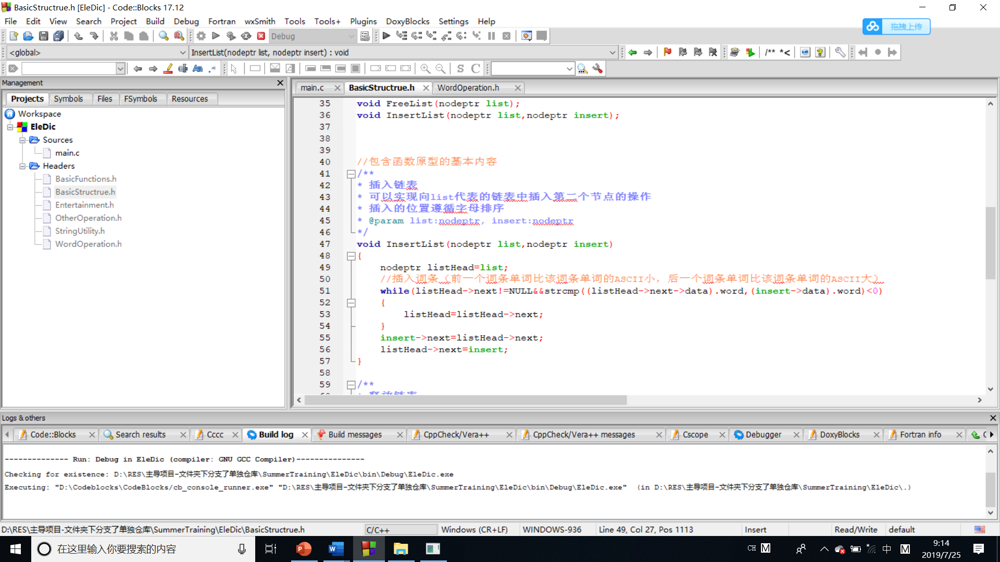 BasicStructrue.h [EleDic] - Code::Blocks 17.12
File Edit View Search Project Build Debug Fortran wxSmith Tools Tools+ Plugins DoxyBlocks Settings Help
拖拽上传
Debug
<global>
InsertList(nodeptr list, nodeptr insert) : void
/** *<
Aa .*
S C
Management
Projects Symbols Files FSymbols Resources
Workspace
EleDic
Sources
main.c
Headers
BasicFunctions.h
BasicStructrue.h
Entertainment.h
OtherOperation.h
StringUtility.h
WordOperation.h
main.c BasicStructrue.h WordOperation.h
35 void FreeList(nodeptr list);
36 void InsertList(nodeptr list,nodeptr insert);
37
38
39
40 //包含函数原型的基本内容
41 /**
42 * 插入链表
43 * 可以实现向list代表的链表中插入第二个节点的操作
44 * 插入的位置遵循字母排序
45 * @param list:nodeptr, insert:nodeptr
46 */
47 void InsertList(nodeptr list,nodeptr insert)
48 {
49 nodeptr listHead=list;
50 //插入词条（前一个词条单词比该词条单词的ASCII小，后一个词条单词比该词条单词的ASCII大）
51 while(listHead->next!=NULL&&strcmp((listHead->next->data).word,(insert->data).word)<0)
52 {
53 listHead=listHead->next;
54 }
55 insert->next=listHead->next;
56 listHead->next=insert;
57 }
58
59 /**
Logs & others
Code::Blocks Search results Cccc Build log Build messages CppCheck/Vera++ CppCheck/Vera++ messages Cscope Debugger DoxyBlocks Fortran info
-------------- Run: Debug in EleDic (compiler: GNU GCC Compiler)---------------
Checking for existence: D:\RES\主导项目-文件夹下分支了单独仓库\SummerTraining\EleDic\bin\Debug\EleDic.exe
Executing: "D:\Codeblocks\CodeBlocks/cb_console_runner.exe" "D:\RES\主导项目-文件夹下分支了单独仓库\SummerTraining\EleDic\bin\Debug\EleDic.exe"  (in D:\RES\主导项目-文件夹下分支了单独仓库\SummerTraining\EleDic\.)
D:\RES\主导项目-文件夹下分支了单独仓库\SummerTraining\EleDic\BasicStructrue.h C/C++ Windows (CR+LF) WINDOWS-936 Line 49, Col 27, Pos 1113 Insert Read/Write default
在这里输入你要搜索的内容
CH M
中 M
9:14
2019/7/25